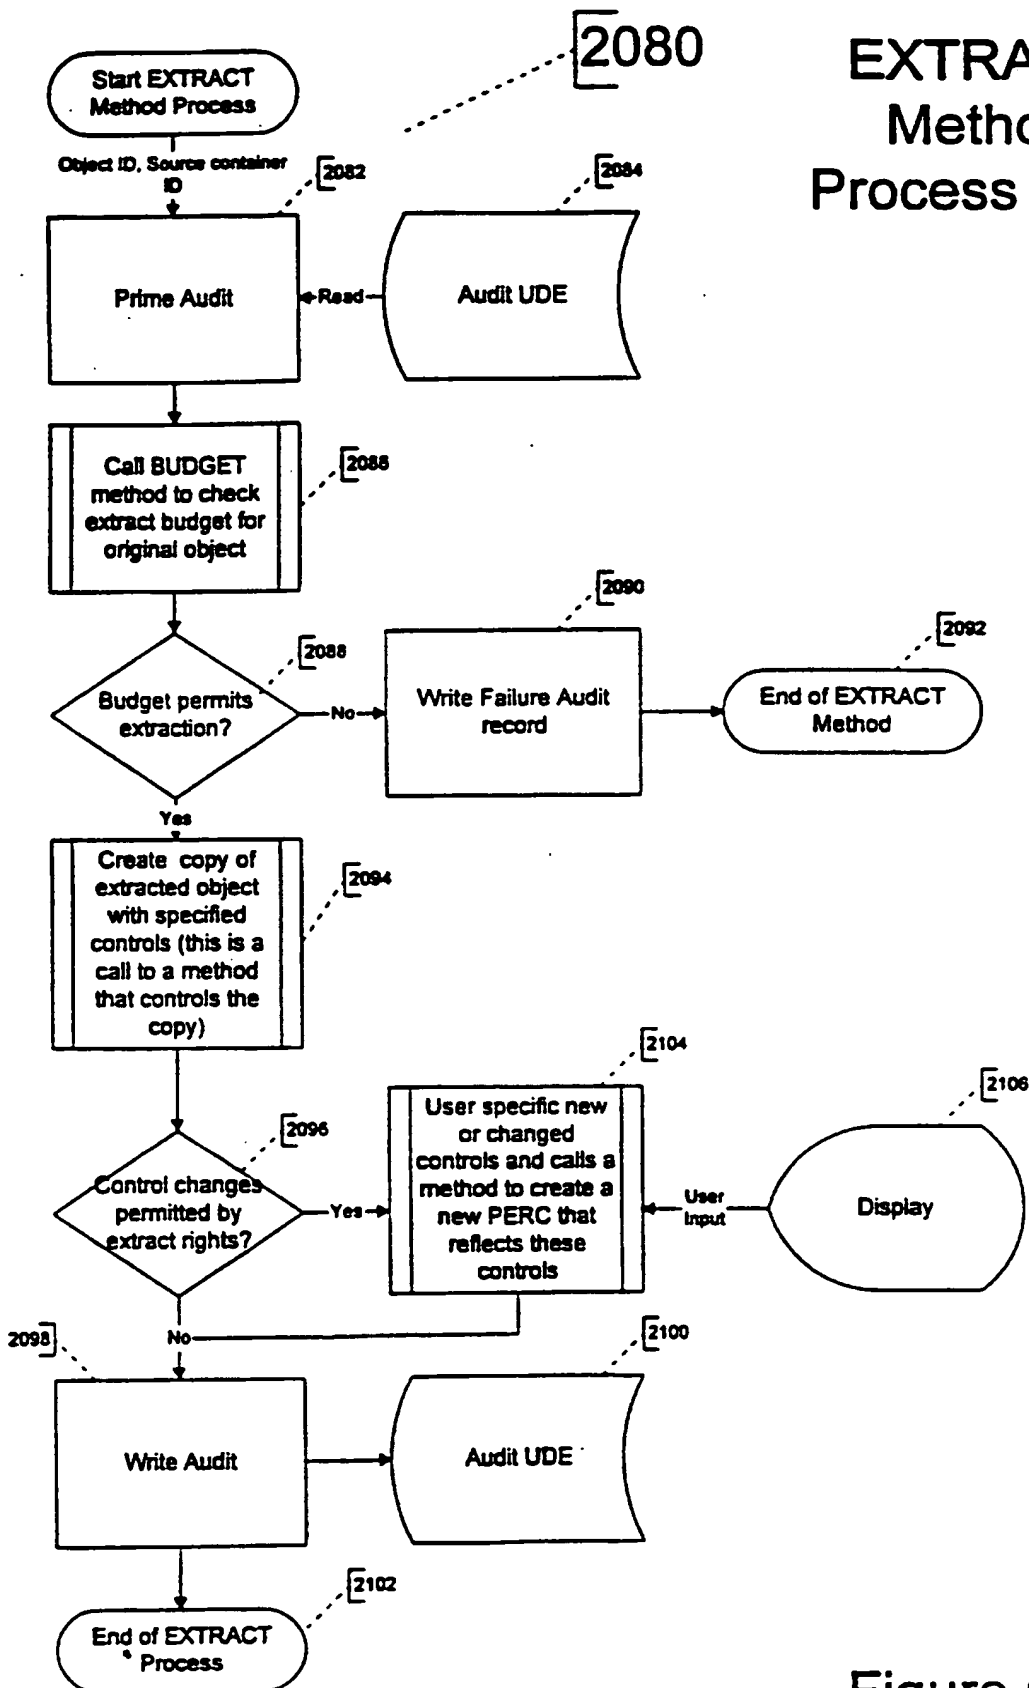 2080
EXTRA
Metho
Process
Start EXTRACT
Method Process
Object ID, Source container
ID
2082
2084
Prime Audit
Read
Audit UDE
Call BUDGET
method to check
extract budget for
original object
2086
Budget permits
extraction?
2088
No
2090
Write Failure Audit
record
2092
End of EXTRACT
Method
Yes
Create copy of
extracted object
with specified
controls (this is a
call to a method
that controls the
copy)
2094
2096
Control changes
permitted by
extract rights?
Yes
2104
User specific new
or changed
controls and calls a
method to create a
new PERC that
reflects these
controls
User
Input
2106
Display
No
2098
Write Audit
2100
Audit UDE
2102
End of EXTRACT
Process
Figure